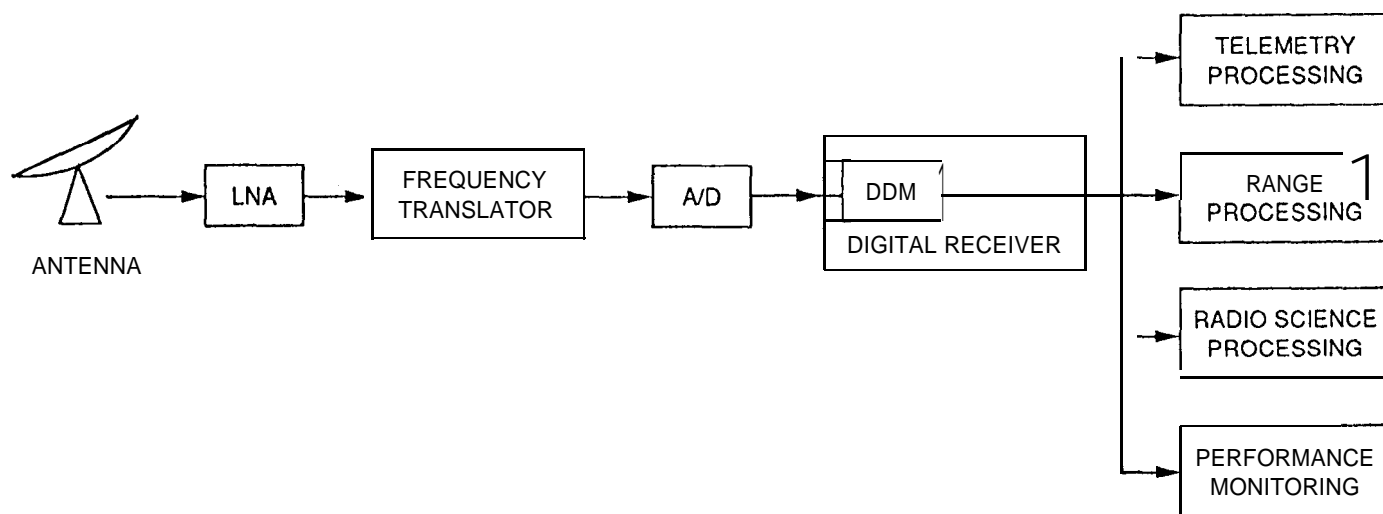 TELEMETRY
PROCESSING
ANTENNA
LNA
FREQUENCY
TRANSLATOR
A/D
DDM
DIGITAL RECEIVER
RANGE
PROCESSING
RADIO SCIENCE
PROCESSING
PERFORMANCE
MONITORING